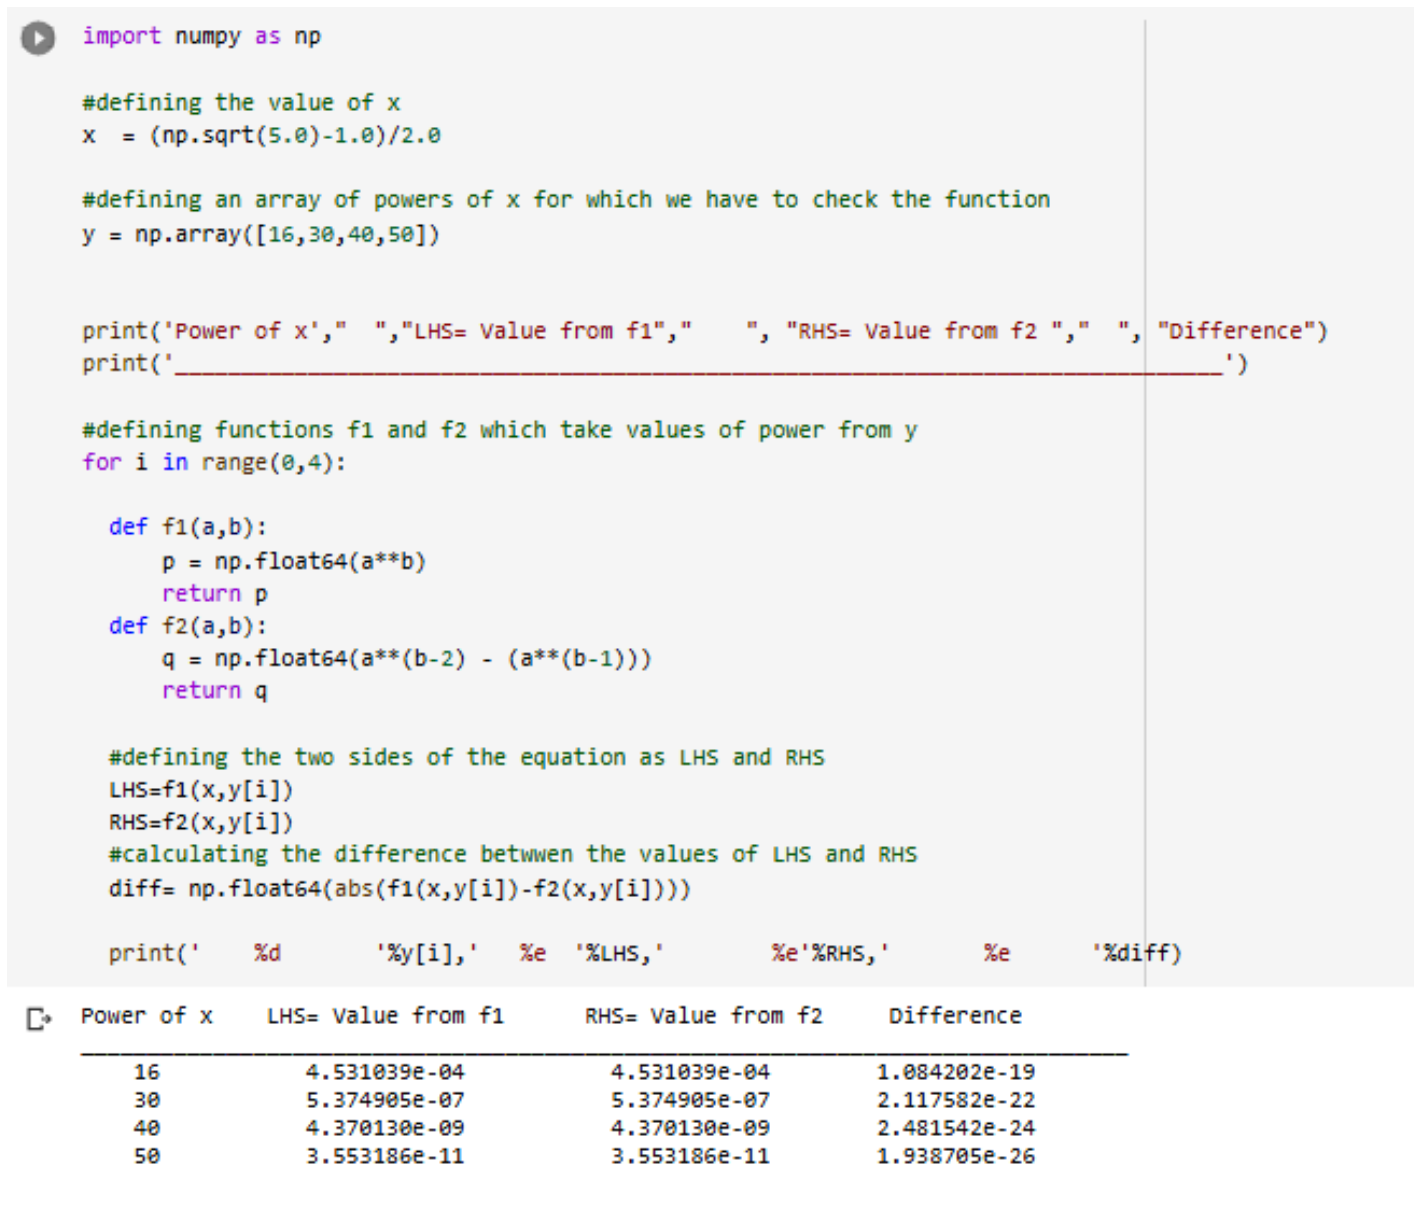 import numpy as np
#defining the value of x
x  = (np.sqrt(5.0)-1.0)/2.0
#defining an array of powers of x for which we have to check the function
y = np.array([16,30,40,50])
print('Power of x',"  ","LHS= Value from f1","    ", "RHS= Value from f2 ","  ", "Difference")
print('_______________________________________________________________________________')
#defining functions f1 and f2 which take values of power from y
for i in range(0,4):
  def f1(a,b):
      p = np.float64(a**b)
      return p
  def f2(a,b):
      q = np.float64(a**(b-2) - (a**(b-1)))
      return q
  #defining the two sides of the equation as LHS and RHS
  LHS=f1(x,y[i])
  RHS=f2(x,y[i])
  #calculating the difference betwwen the values of LHS and RHS
  diff= np.float64(abs(f1(x,y[i])-f2(x,y[i])))
  print('    %d       '%y[i],'   %e  '%LHS,'        %e'%RHS,'       %e      '%diff)
Power of x    LHS= Value from f1      RHS= Value from f2     Difference
_______________________________________________________________________________
    16           4.531039e-04           4.531039e-04        1.084202e-19
    30           5.374905e-07           5.374905e-07        2.117582e-22
    40           4.370130e-09           4.370130e-09        2.481542e-24
    50           3.553186e-11           3.553186e-11        1.938705e-26